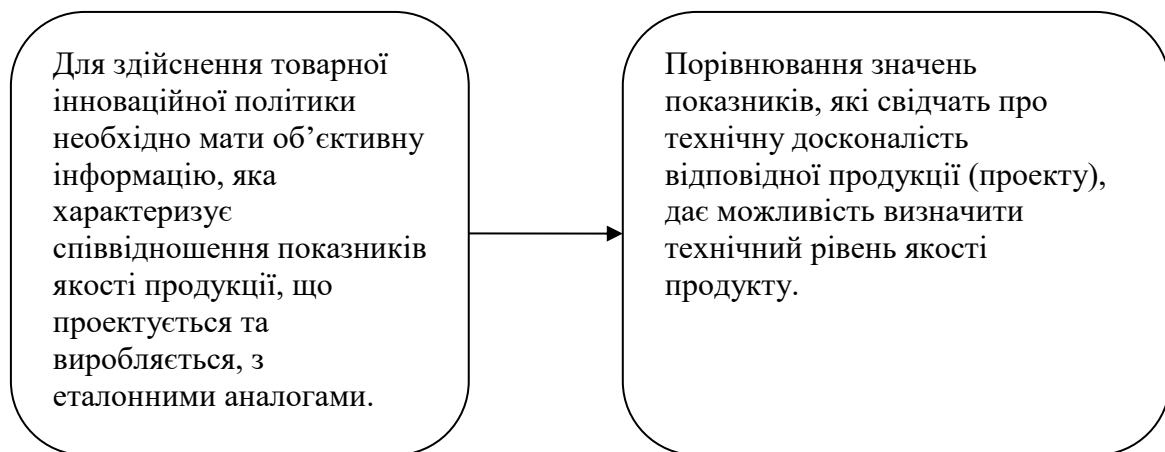 Для здійснення товарної
інноваційної політики
необхідно мати об’єктивну
інформацію, яка
характеризує
співвідношення показників
якості продукції, що
проектується та
виробляється, з
еталонними аналогами.
Порівнювання значень
показників, які свідчать про
технічну досконалість
відповідної продукції (проекту),
дає можливість визначити
технічний рівень якості
продукту.